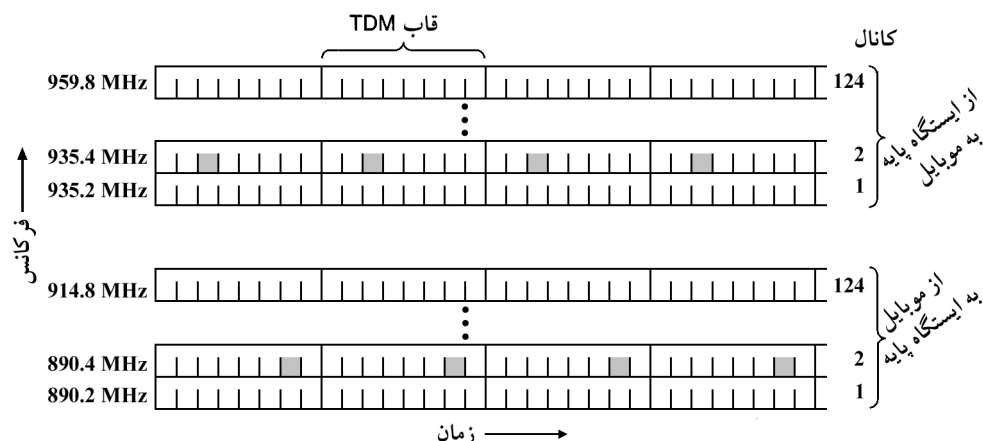 قاب TDM
کانال
959.8 MHz
124
935.4 MHz
2
935.2 MHz
1
از ایستگاه پایه
به موبایل
فرکانس
914.8 MHz
124
890.4 MHz
2
890.2 MHz
1
از موبایل
به ایستگاه پایه
زمان